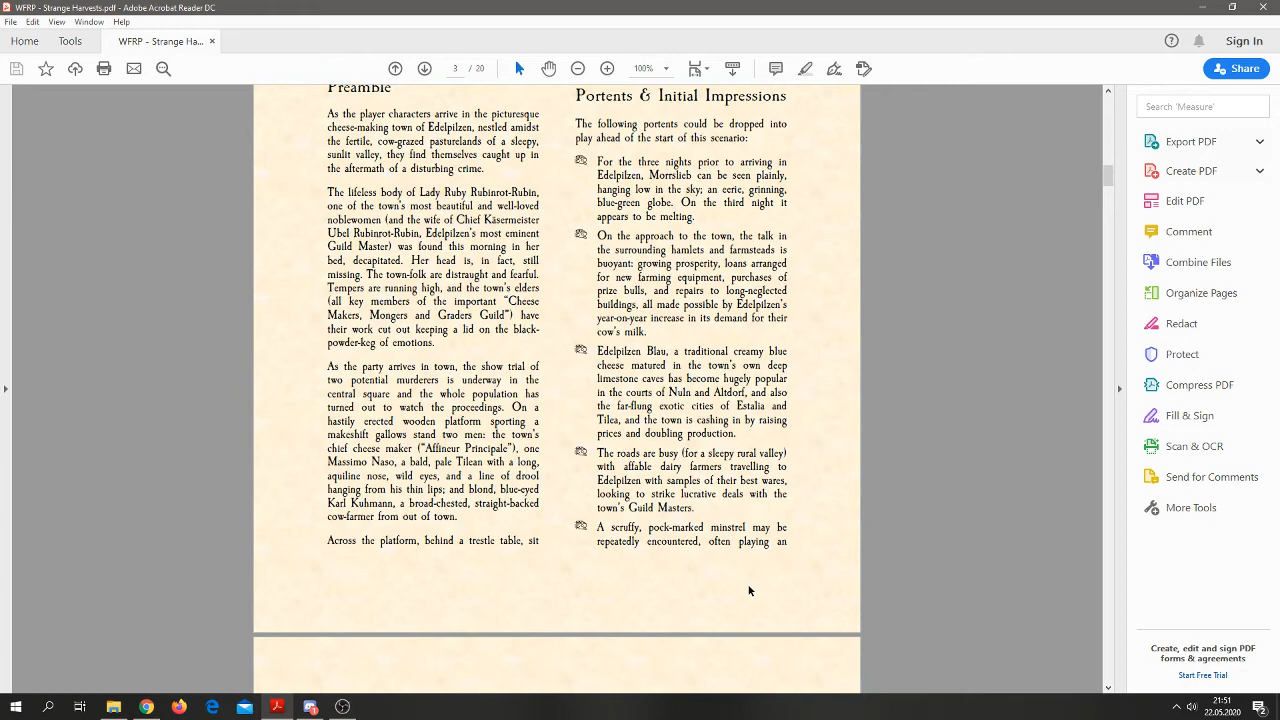 WFRP - Strange Harvests.pdf - Adobe Acrobat Reader DC
File Edit View Window Help
Home Tools WFRP - Strange Ha... × Sign In
3 / 20 100% Share
Preamble
As the player characters arrive in the picturesque
cheese-making town of Edelpilzen, nestled amidst
the fertile, cow-grazed pasturelands of a sleepy,
sunlit valley, they find themselves caught up in
the aftermath of a disturbing crime.
The lifeless body of Lady Ruby Rubinrot-Rubin,
one of the town's most beautiful and well-loved
noblewomen (and the wife of Chief Käsermeister
Ubel Rubinrot-Rubin, Edelpilzen's most eminent
Guild Master) was found this morning in her
bed, decapitated. Her head is, in fact, still
missing. The town-folk are distraught and fearful.
Tempers are running high, and the town's elders
(all key members of the important “Cheese
Makers, Mongers and Graders Guild”) have
their work cut out keeping a lid on the black-
powder-keg of emotions.
As the party arrives in town, the show trial of
two potential murderers is underway in the
central square and the whole population has
turned out to watch the proceedings. On a
hastily erected wooden platform sporting a
makeshift gallows stand two men: the town's
chief cheese maker (“Affineur Principale”), one
Massimo Naso, a bald, pale Tilean with a long,
aquiline nose, wild eyes, and a line of drool
hanging from his thin lips; and blond, blue-eyed
Karl Kuhmann, a broad-chested, straight-backed
cow-farmer from out of town.
Across the platform, behind a trestle table, sit
Portents & Initial Impressions
The following portents could be dropped into
play ahead of the start of this scenario:
For the three nights prior to arriving in
Edelpilzen, Morrslieb can be seen plainly,
hanging low in the sky; an eerie, grinning,
blue-green globe. On the third night it
appears to be melting.
On the approach to the town, the talk in
the surrounding hamlets and farmsteads is
buoyant: growing prosperity, loans arranged
for new farming equipment, purchases of
prize bulls, and repairs to long-neglected
buildings, all made possible by Edelpilzen's
year-on-year increase in its demand for their
cow's milk.
Edelpilzen Blau, a traditional creamy blue
cheese matured in the town's own deep
limestone caves has become hugely popular
in the courts of Nuln and Altdorf, and also
the far-flung exotic cities of Estalia and
Tilea, and the town is cashing in by raising
prices and doubling production.
The roads are busy (for a sleepy rural valley)
with affable dairy farmers travelling to
Edelpilzen with samples of their best wares,
looking to strike lucrative deals with the
town's Guild Masters.
A scruffy, pock-marked minstrel may be
repeatedly encountered, often playing an
Search 'Measure'
Export PDF
Create PDF
Edit PDF
Comment
Combine Files
Organize Pages
Redact
Protect
Compress PDF
Fill & Sign
Scan & OCR
Send for Comments
More Tools
Create, edit and sign PDF
forms & agreements
Start Free Trial
21:51
22.05.2020